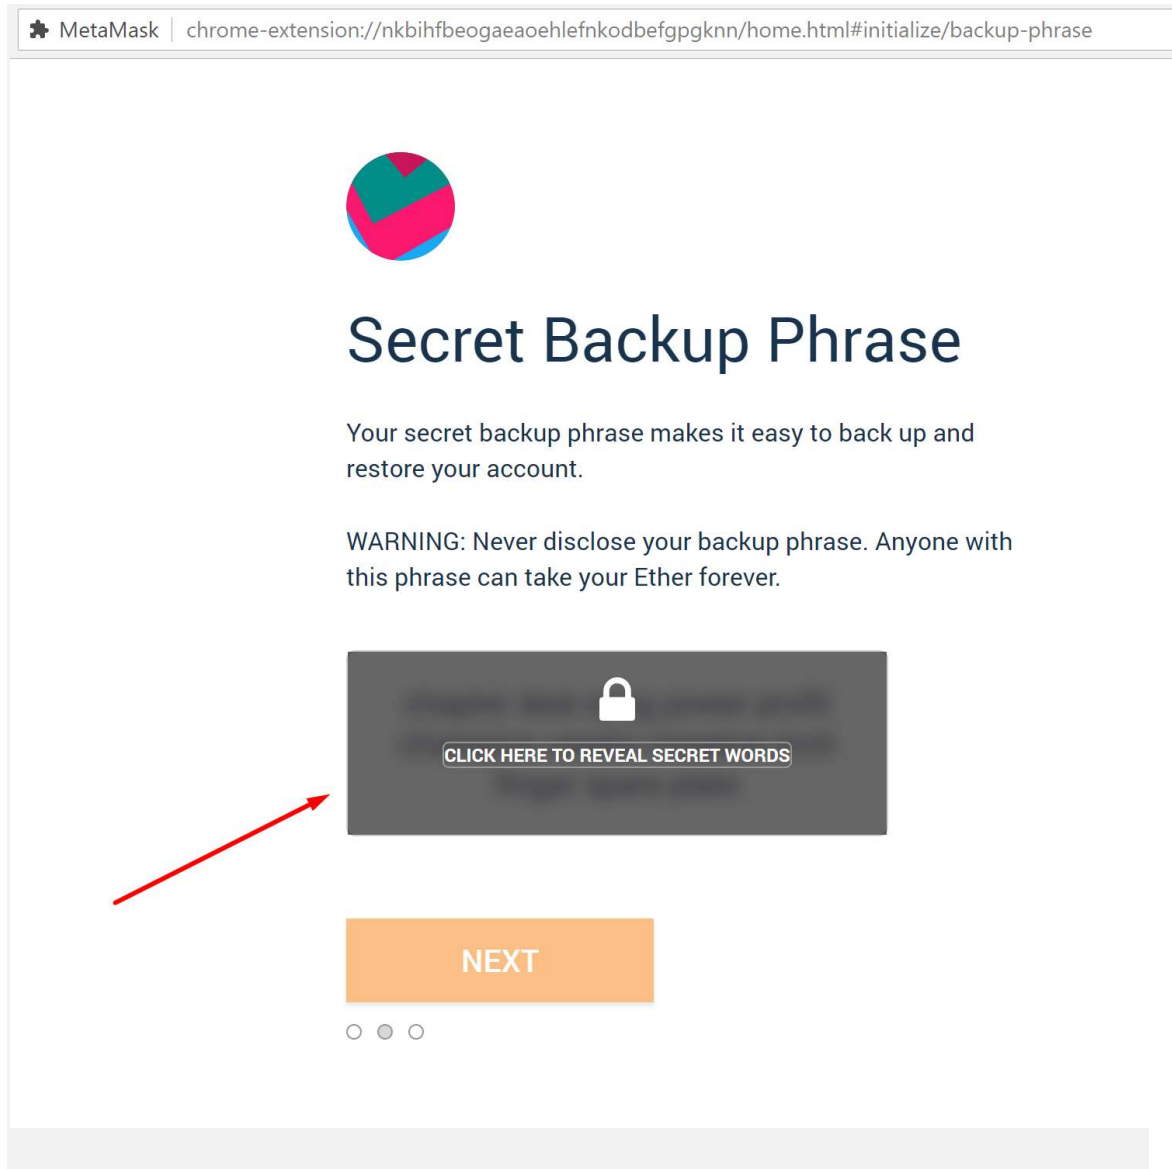 MetaMask chrome-extension://nkbihfbeogaeaoehlefnkodbefgpgknn/home.html#initialize/backup-phrase
Secret Backup Phrase
Your secret backup phrase makes it easy to back up and
restore your account.
WARNING: Never disclose your backup phrase. Anyone with
this phrase can take your Ether forever.
CLICK HERE TO REVEAL SECRET WORDS
NEXT